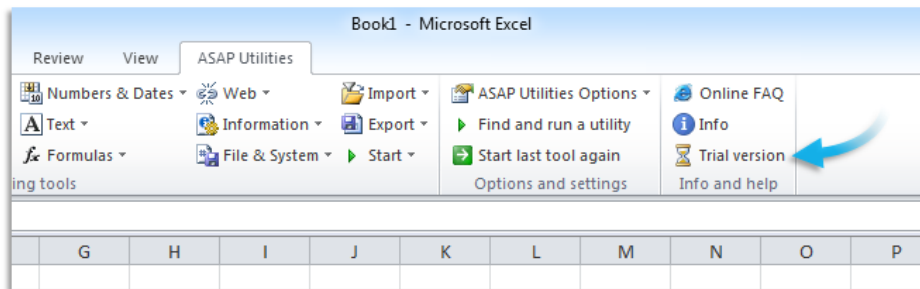 Book1 - Microsoft Excel
Review View ASAP Utilities
Numbers & Dates Web Import ASAP Utilities Options Online FAQ
Text Information Export Find and run a utility Info
Formulas File & System Start Start last tool again Trial version
ing tools Options and settings Info and help
G H I J K L M N O P